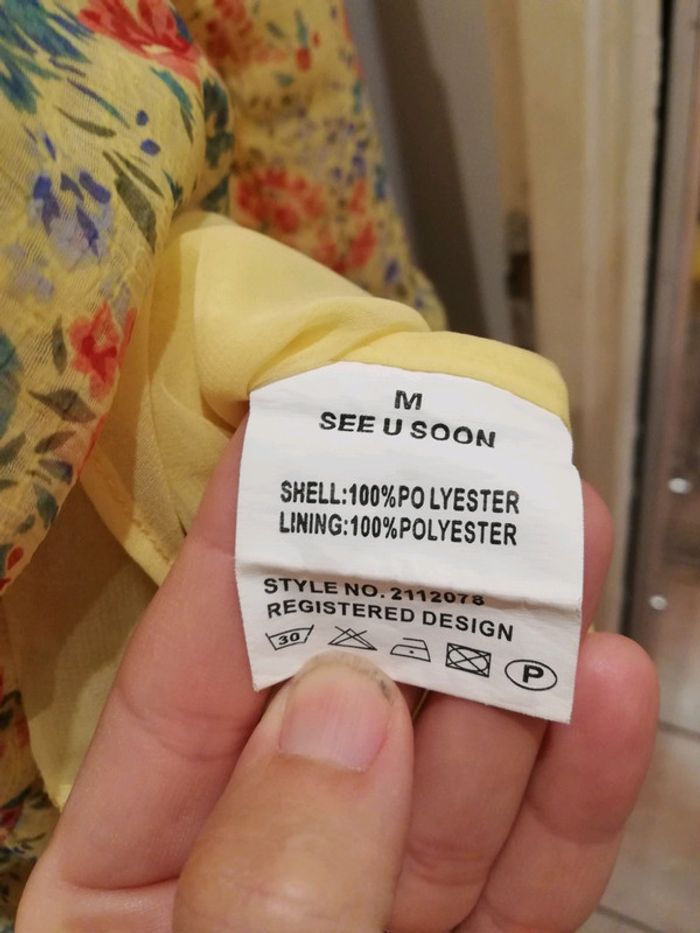 M
SEE U SOON
SHELL:100%PO LYESTER
LINING:100%POLYESTER
STYLE NO. 2112078
REGISTERED DESIGN
30 P